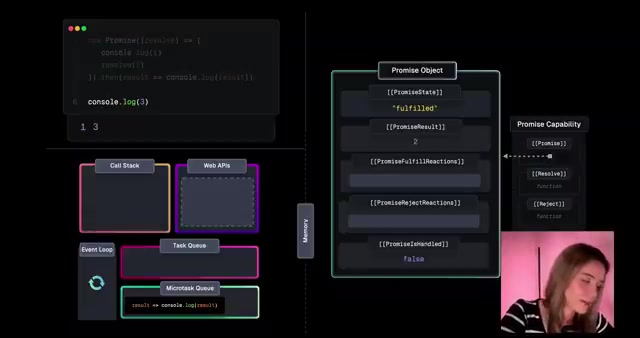 new Promise((resolve) => {
console.log(1)
resolve(2)
}).then(result => console.log(result))
console.log(3)
1 3
Call Stack
Web APIs
Event Loop
Task Queue
Microtask Queue
result => console.log(result)
Memory
Promise Object
[[PromiseState]]
"fulfilled"
[[PromiseResult]]
2
[[PromiseFulfillReactions]]
[[PromiseRejectReactions]]
[[PromiseIsHandled]]
false
Promise Capability
[[Promise]]
[[Resolve]]
function
[[Reject]]
function